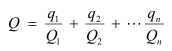 Q = q₁/Q₁ + q₂/Q₂ + ⋯ qₙ/Qₙ